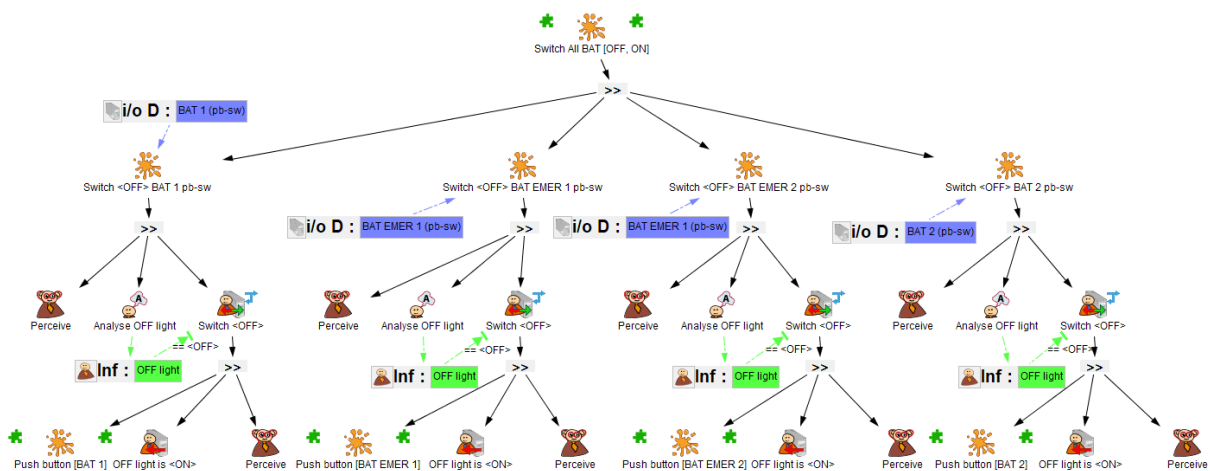 Switch All BAT [OFF, ON]
>>
i/o D : BAT 1 (pb-sw)
Switch <OFF> BAT 1 pb-sw
Switch <OFF> BAT EMER 1 pb-sw
Switch <OFF> BAT EMER 2 pb-sw
Switch <OFF> BAT 2 pb-sw
i/o D : BAT EMER 1 (pb-sw)
i/o D : BAT EMER 1 (pb-sw)
i/o D : BAT 2 (pb-sw)
>>
>>
>>
>>
A
A
A
A
Perceive
Analyse OFF light
Switch <OFF>
Perceive
Analyse OFF light
Switch <OFF>
Perceive
Analyse OFF light
Switch <OFF>
Perceive
Analyse OFF light
Switch <OFF>
== <OFF>
== <OFF>
== <OFF>
== <OFF>
Inf : OFF light
Inf : OFF light
Inf : OFF light
Inf : OFF light
>>
>>
>>
>>
Push button [BAT 1]
OFF light is <ON>
Perceive
Push button [BAT EMER 1]
OFF light is <ON>
Perceive
Push button [BAT EMER 2]
OFF light is <ON>
Perceive
Push button [BAT 2]
OFF light is <ON>
Perceive